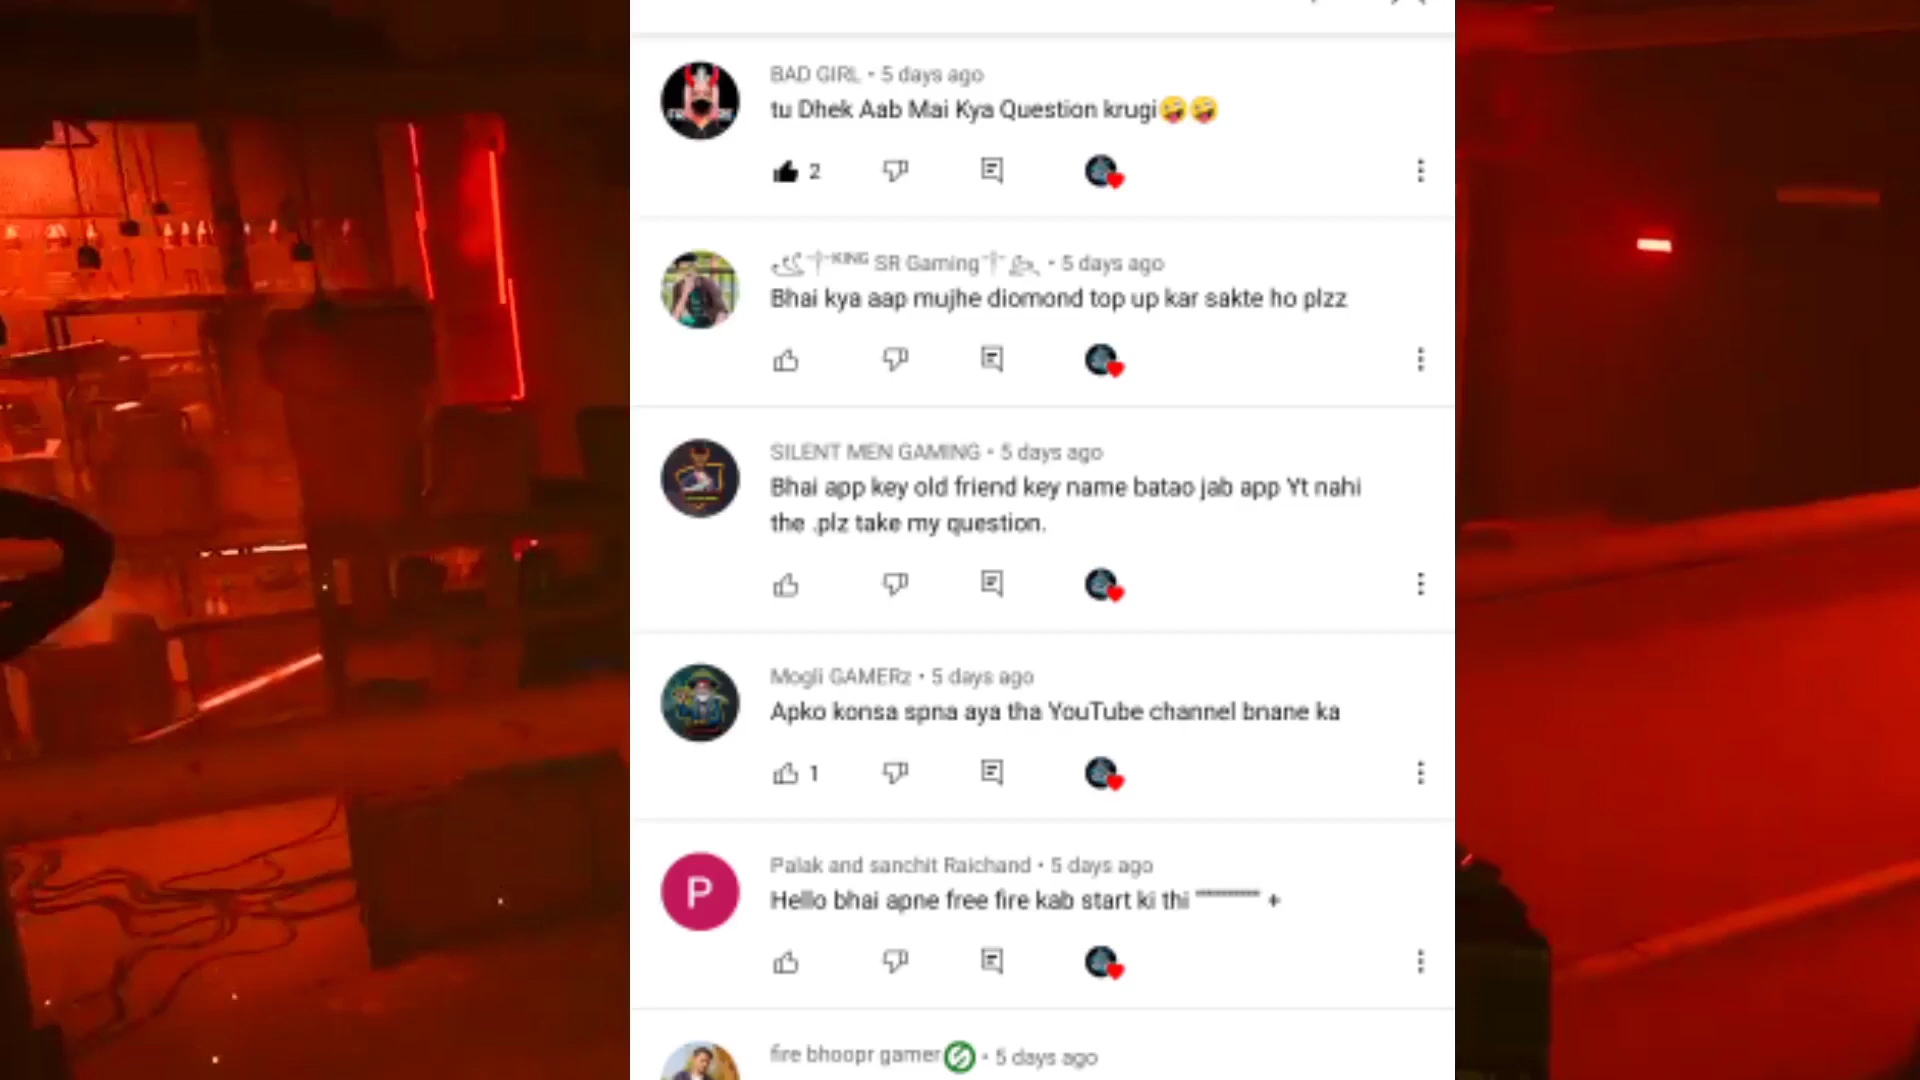 BAD GIRL • 5 days ago
tu Dhek Aab Mai Kya Question krugi🤪🤪
2
KING SR Gaming • 5 days ago
Bhai kya aap mujhe diomond top up kar sakte ho plzz
SILENT MEN GAMING • 5 days ago
Bhai app key old friend key name batao jab app Yt nahi
the .plz take my question.
Mogli GAMERz • 5 days ago
Apko konsa spna aya tha YouTube channel bnane ka
1
P
Palak and sanchit Raichand • 5 days ago
Hello bhai apne free fire kab start ki thi +
fire bhoopr gamer • 5 days ago